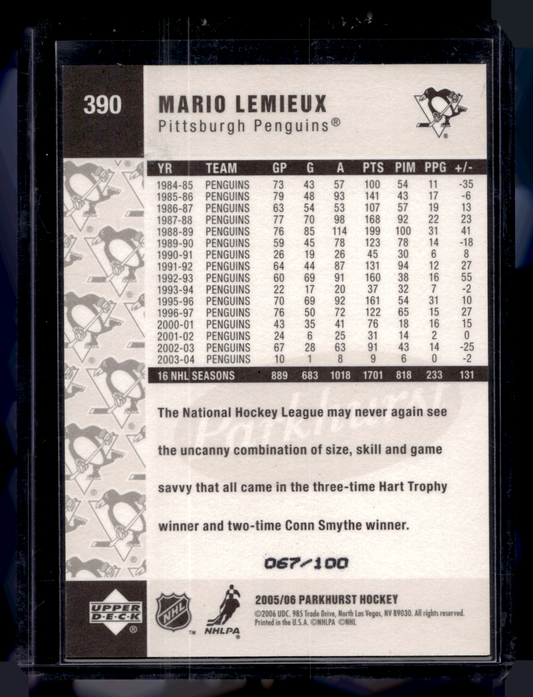 390
MARIO LEMIEUX
Pittsburgh Penguins®
YR TEAM GP G A PTS PIM PPG +/-
1984-85 PENGUINS 73 43 57 100 54 11 -35
1985-86 PENGUINS 79 48 93 141 43 17 -6
1986-87 PENGUINS 63 54 53 107 57 19 13
1987-88 PENGUINS 77 70 98 168 92 22 23
1988-89 PENGUINS 76 85 114 199 100 31 41
1989-90 PENGUINS 59 45 78 123 78 14 -18
1990-91 PENGUINS 26 19 26 45 30 6 8
1991-92 PENGUINS 64 44 87 131 94 12 27
1992-93 PENGUINS 60 69 91 160 38 16 55
1993-94 PENGUINS 22 17 20 37 32 7 -2
1995-96 PENGUINS 70 69 92 161 54 31 10
1996-97 PENGUINS 76 50 72 122 65 15 27
2000-01 PENGUINS 43 35 41 76 18 16 15
2001-02 PENGUINS 24 6 25 31 14 2 0
2002-03 PENGUINS 67 28 63 91 43 14 -25
2003-04 PENGUINS 10 1 8 9 6 0 -2
16 NHL SEASONS 889 683 1018 1701 818 233 131
Parkhurst
The National Hockey League may never again see
the uncanny combination of size, skill and game
savvy that all came in the three-time Hart Trophy
winner and two-time Conn Smythe winner.
067/100
UPPER
DECK
®
NHL
™
NHLPA
®
2005/06 PARKHURST HOCKEY
©2006 UDC. 985 Trade Drive, North Las Vegas, NV 89030. All rights reserved.
Printed in the U.S.A. ©NHLPA ©NHL